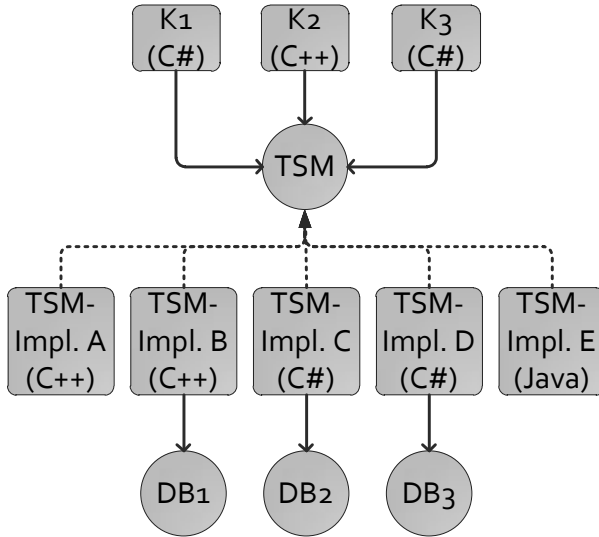 K1
(C#)
K2
(C++)
K3
(C#)
TSM
TSM-
Impl. A
(C++)
TSM-
Impl. B
(C++)
TSM-
Impl. C
(C#)
TSM-
Impl. D
(C#)
TSM-
Impl. E
(Java)
DB1
DB2
DB3